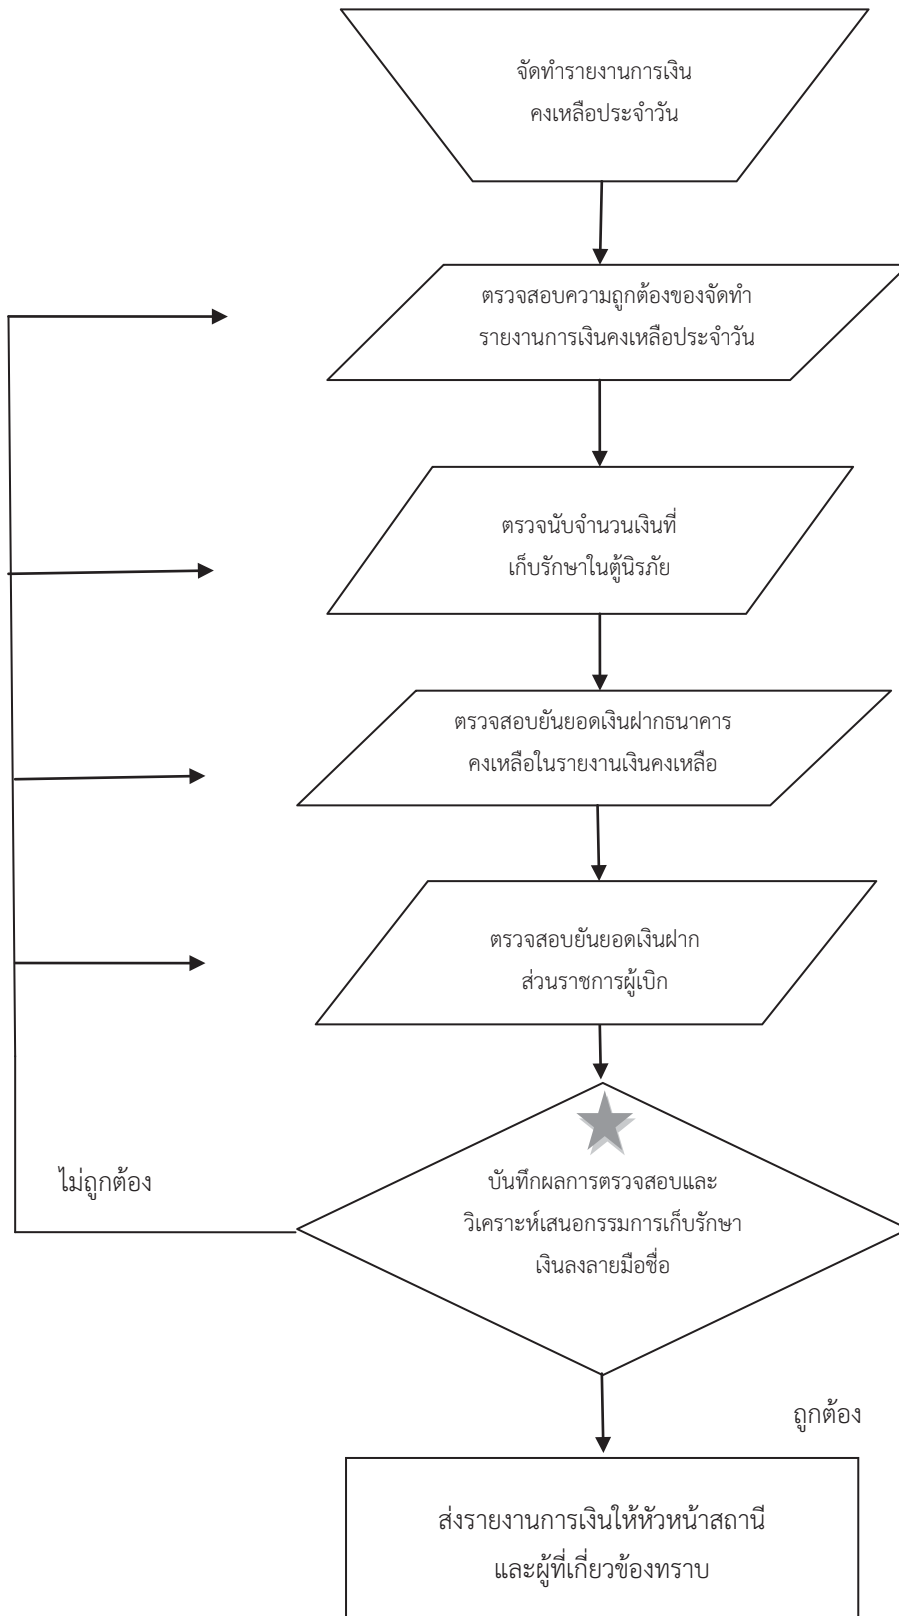 จัดทำรายงานการเงิน
คงเหลือประจำวัน
ตรวจสอบความถูกต้องของจัดทำ
รายงานการเงินคงเหลือประจำวัน
ตรวจนับจำนวนเงินที่
เก็บรักษาในตู้นิรภัย
ตรวจสอบยันยอดเงินฝากธนาคาร
คงเหลือในรายงานเงินคงเหลือ
ตรวจสอบยันยอดเงินฝาก
ส่วนราชการผู้เบิก
ไม่ถูกต้อง
บันทึกผลการตรวจสอบและ
วิเคราะห์เสนอกรรมการเก็บรักษา
เงินลงลายมือชื่อ
ถูกต้อง
ส่งรายงานการเงินให้หัวหน้าสถานี
และผู้ที่เกี่ยวข้องทราบ